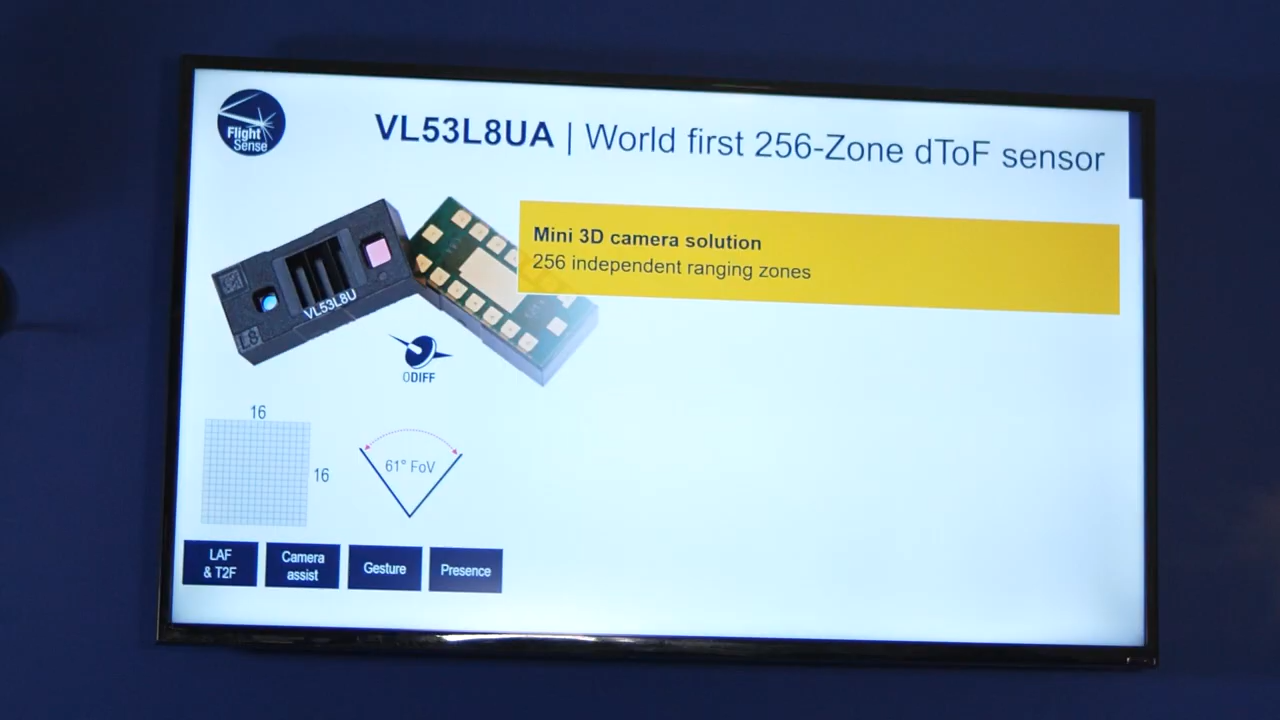 Flight
Sense
VL53L8UA | World first 256-Zone dToF sensor
Mini 3D camera solution
256 independent ranging zones
VL53L8U
L8
ODIFF
16
16
61° FoV
LAF
& T2F
Camera
assist
Gesture
Presence